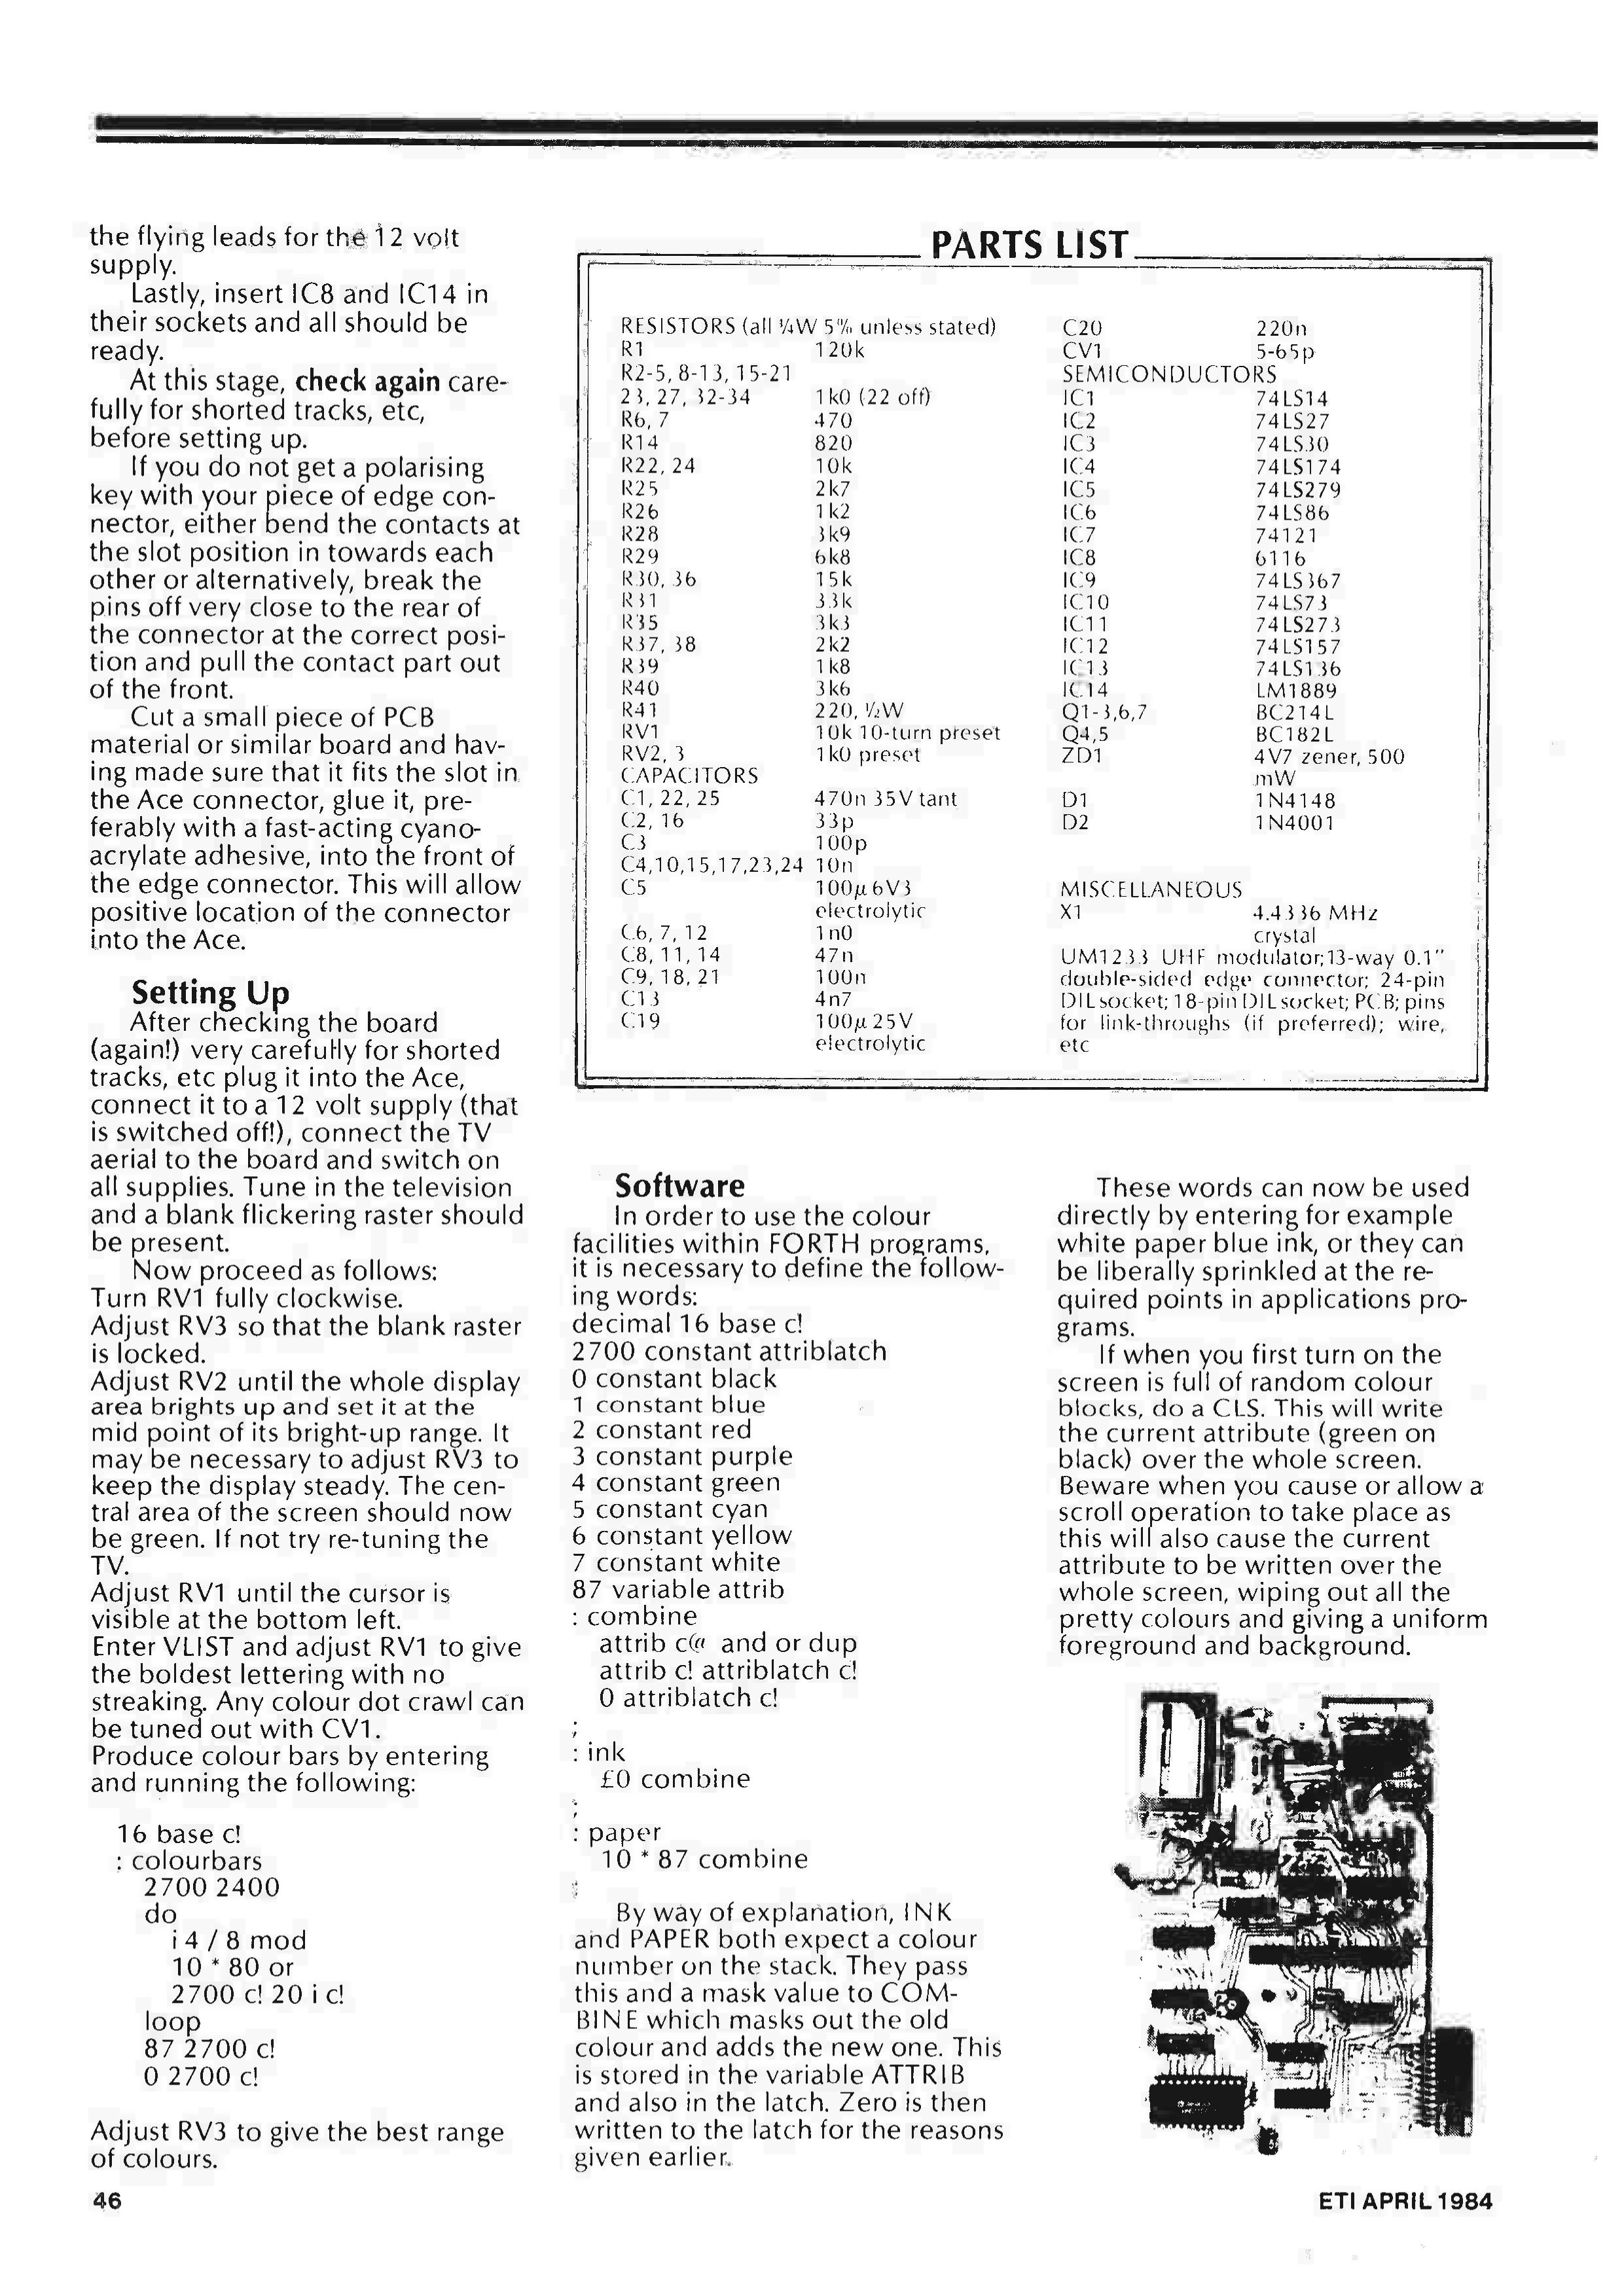 the flying leads for the 12 volt
supply.
Lastly, insert IC8 and IC14 in
their sockets and all should be
ready.
At this stage, check again care-
fully for shorted tracks, etc,
before setting up.
If you do not get a polarising
key with your piece of edge con-
nector, either bend the contacts at
the slot position in towards each
other or alternatively, break the
pins off very close to the rear of
the connector at the correct posi-
tion and pull the contact part out
of the front.
Cut a small piece of PCB
material or similar board and hav-
ing made sure that it fits the slot in
the Ace connector, glue it, pre-
ferably with a fast-acting cyano-
acrylate adhesive, into the front of
the edge connector. This will allow
positive location of the connector
into the Ace.
Setting Up
After checking the board
(again!) very carefully for shorted
tracks, etc plug it into the Ace,
connect it to a 12 volt supply (that
is switched off!), connect the TV
aerial to the board and switch on
all supplies. Tune in the television
and a blank flickering raster should
be present.
Now proceed as follows:
Turn RV1 fully clockwise.
Adjust RV3 so that the blank raster
is locked.
Adjust RV2 until the whole display
area brights up and set it at the
mid point of its bright-up range. It
may be necessary to adjust RV3 to
keep the display steady. The cen-
tral area of the screen should now
be green. If not try re-tuning the
TV.
Adjust RV1 until the cursor is
visible at the bottom left.
Enter VLIST and adjust RV1 to give
the boldest lettering with no
streaking. Any colour dot crawl can
be tuned out with CV1.
Produce colour bars by entering
and running the following:
16 base c!
: colourbars
2700 2400
do
i 4 / 8 mod
10 * 80 or
2700 c! 20 i c!
loop
87 2700 c!
0 2700 c!
Adjust RV3 to give the best range
of colours.
PARTS LIST
RESISTORS (all ¼W 5% unless stated)
R1 120k
R2-5, 8-13, 15-21
23, 27, 32-34 1k0 (22 off)
R6, 7 470
R14 820
R22, 24 10k
R25 2k7
R26 1k2
R28 3k9
R29 6k8
R30, 36 15k
R31 33k
R35 3k3
R37, 38 2k2
R39 1k8
R40 3k6
R41 220, ½W
RV1 10k 10-turn preset
RV2, 3 1k0 preset
CAPACITORS
C1, 22, 25 470n 35V tant
C2, 16 33p
C3 100p
C4,10,15,17,23,24 10n
C5 100µ 6V3
electrolytic
C6, 7, 12 1n0
C8, 11, 14 47n
C9, 18, 21 100n
C13 4n7
C19 100µ 25V
electrolytic
C20 220n
CV1 5-65p
SEMICONDUCTORS
IC1 74LS14
IC2 74LS27
IC3 74LS30
IC4 74LS174
IC5 74LS279
IC6 74LS86
IC7 74121
IC8 6116
IC9 74LS367
IC10 74LS73
IC11 74LS273
IC12 74LS157
IC13 74LS136
IC14 LM1889
Q1-3,6,7 BC214L
Q4,5 BC182L
ZD1 4V7 zener, 500
mW
D1 1N4148
D2 1N4001
MISCELLANEOUS
X1 4.4336 MHz
crystal
UM1233 UHF modulator;13-way 0.1"
double-sided edge connector; 24-pin
DIL socket; 18-pin DIL socket; PCB; pins
for link-throughs (if preferred); wire,
etc
Software
In order to use the colour
facilities within FORTH programs,
it is necessary to define the follow-
ing words:
decimal 16 base c!
2700 constant attriblatch
0 constant black
1 constant blue
2 constant red
3 constant purple
4 constant green
5 constant cyan
6 constant yellow
7 constant white
87 variable attrib
: combine
attrib c@ and or dup
attrib c! attriblatch c!
0 attriblatch c!
;
: ink
£0 combine
;
: paper
10 * 87 combine
;
By way of explanation, INK
and PAPER both expect a colour
number on the stack. They pass
this and a mask value to COM-
BINE which masks out the old
colour and adds the new one. This
is stored in the variable ATTRIB
and also in the latch. Zero is then
written to the latch for the reasons
given earlier.
These words can now be used
directly by entering for example
white paper blue ink, or they can
be liberally sprinkled at the re-
quired points in applications pro-
grams.
If when you first turn on the
screen is full of random colour
blocks, do a CLS. This will write
the current attribute (green on
black) over the whole screen.
Beware when you cause or allow a
scroll operation to take place as
this will also cause the current
attribute to be written over the
whole screen, wiping out all the
pretty colours and giving a uniform
foreground and background.
46
ETI APRIL 1984